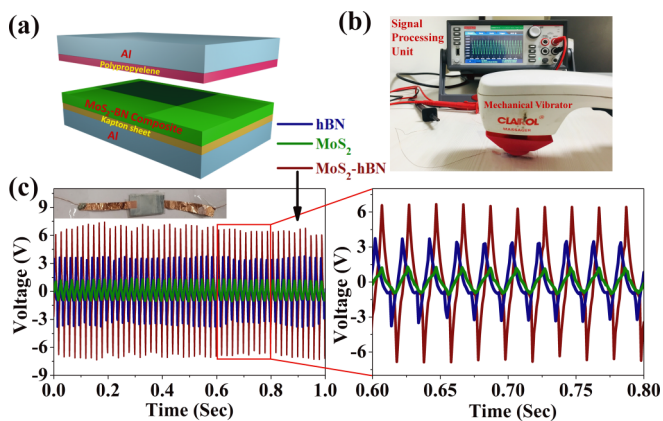 (a)
Al
Polypropyelene
MoS₂-BN Composite
Kapton sheet
Al
(b)
Signal
Processing
Unit
Mechanical Vibrator
CLAIROL
hBN
MoS₂
MoS₂-hBN
(c)
Voltage (V)
9
6
3
0
-3
-6
-9
0.0 0.2 0.4 0.6 0.8 1.0
Time (Sec)
Voltage (V)
6
3
0
-3
-6
0.60 0.65 0.70 0.75 0.80
Time (Sec)